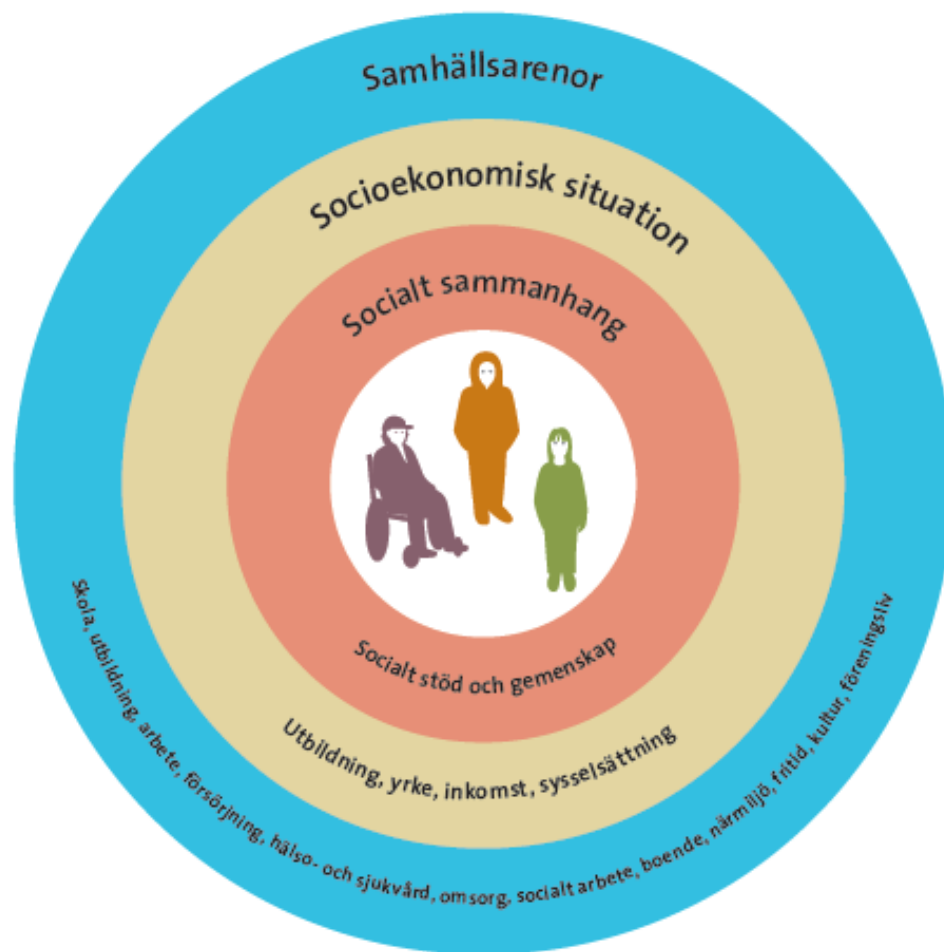 Samhällsarenor
Socioekonomisk situation
Socialt sammanhang
Socialt stöd och gemenskap
Utbildning, yrke, inkomst, sysselsättning
Skola, utbildning, arbete, försörjning, hälso- och sjukvård, omsorg, socialt arbete, boende, närmiljö, fritid, kultur, föreningsliv